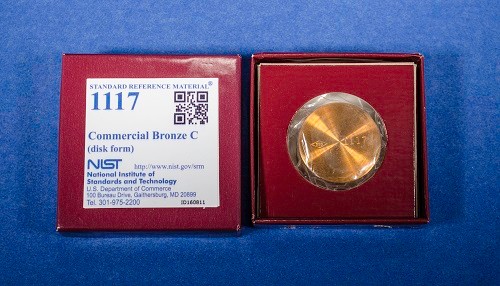 STANDARD REFERENCE MATERIAL®
1117
Commercial Bronze C
(disk form)
NIST http://www.nist.gov/srm
National Institute of
Standards and Technology
U.S. Department of Commerce
100 Bureau Drive, Gaithersburg, MD 20899
Tel. 301-975-2200
ID160811
1117